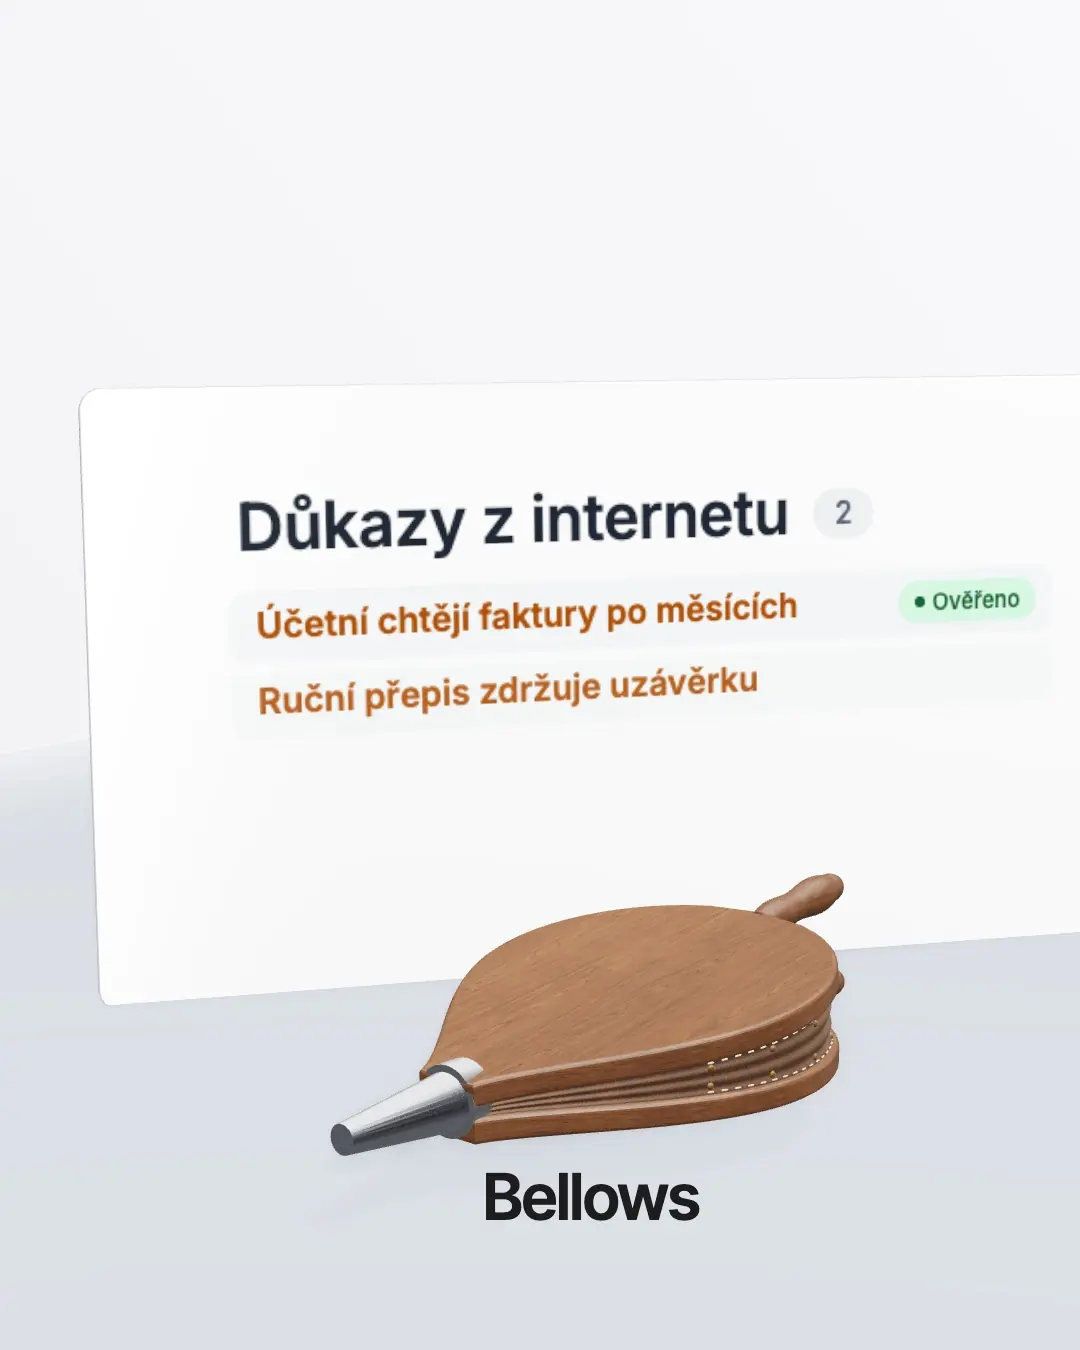 Důkazy z internetu 2
Účetní chtějí faktury po měsících • Ověřeno
Ruční přepis zdržuje uzávěrku
Bellows